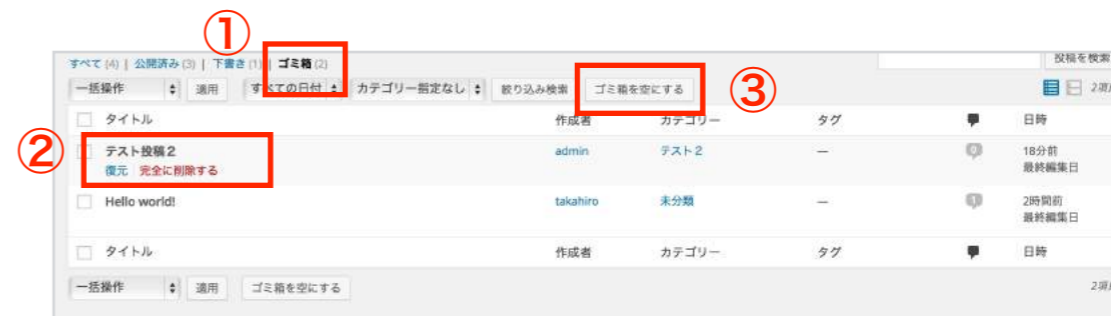 ①
すべて (4) | 公開済み (3) | 下書き (1) | ゴミ箱 (2)
投稿を検索
一括操作 適用 すべての日付 カテゴリー指定なし 絞り込み検索 ゴミ箱を空にする ③
タイトル 作成者 カテゴリー タグ 日時
② テスト投稿2 admin テスト2 — 0 18分前
復元 | 完全に削除する 最終編集日
Hello world! takahiro 未分類 — 1 2時間前
最終編集日
タイトル 作成者 カテゴリー タグ 日時
一括操作 適用 ゴミ箱を空にする